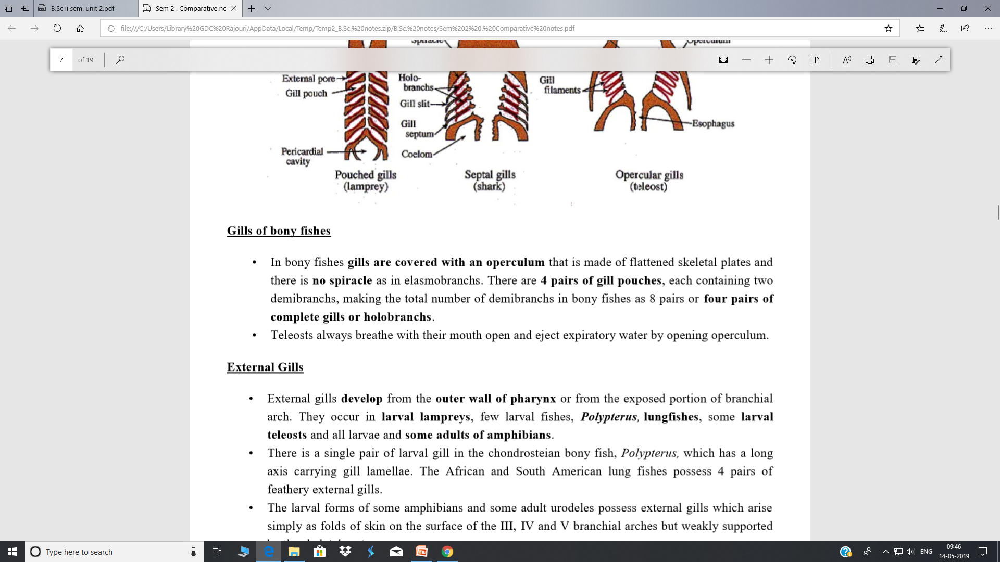 B.Sc ii sem. unit 2.pdf
Sem 2 . Comparative nc
file:///C:/Users/Library%20GDC%20Rajouri/AppData/Local/Temp/Temp2_B.Sc.%20notes.zip/B.Sc.%20notes/Sem%202%20.%20Comparative%20notes.pdf
Spiracle
Operculum
7 of 19
External pore
Gill pouch
Pericardial
cavity
Pouched gills
(lamprey)
Holo-
branchs
Gill slit
Gill
septum
Coelom
Septal gills
(shark)
Gill
filaments
Esophagus
Opercular gills
(teleost)
Gills of bony fishes
• In bony fishes gills are covered with an operculum that is made of flattened skeletal plates and
there is no spiracle as in elasmobranchs. There are 4 pairs of gill pouches, each containing two
demibranchs, making the total number of demibranchs in bony fishes as 8 pairs or four pairs of
complete gills or holobranchs.
• Teleosts always breathe with their mouth open and eject expiratory water by opening operculum.
External Gills
• External gills develop from the outer wall of pharynx or from the exposed portion of branchial
arch. They occur in larval lampreys, few larval fishes, Polypterus, lungfishes, some larval
teleosts and all larvae and some adults of amphibians.
• There is a single pair of larval gill in the chondrosteian bony fish, Polypterus, which has a long
axis carrying gill lamellae. The African and South American lung fishes possess 4 pairs of
feathery external gills.
• The larval forms of some amphibians and some adult urodeles possess external gills which arise
simply as folds of skin on the surface of the III, IV and V branchial arches but weakly supported
Type here to search
ENG
09:46
14-05-2019